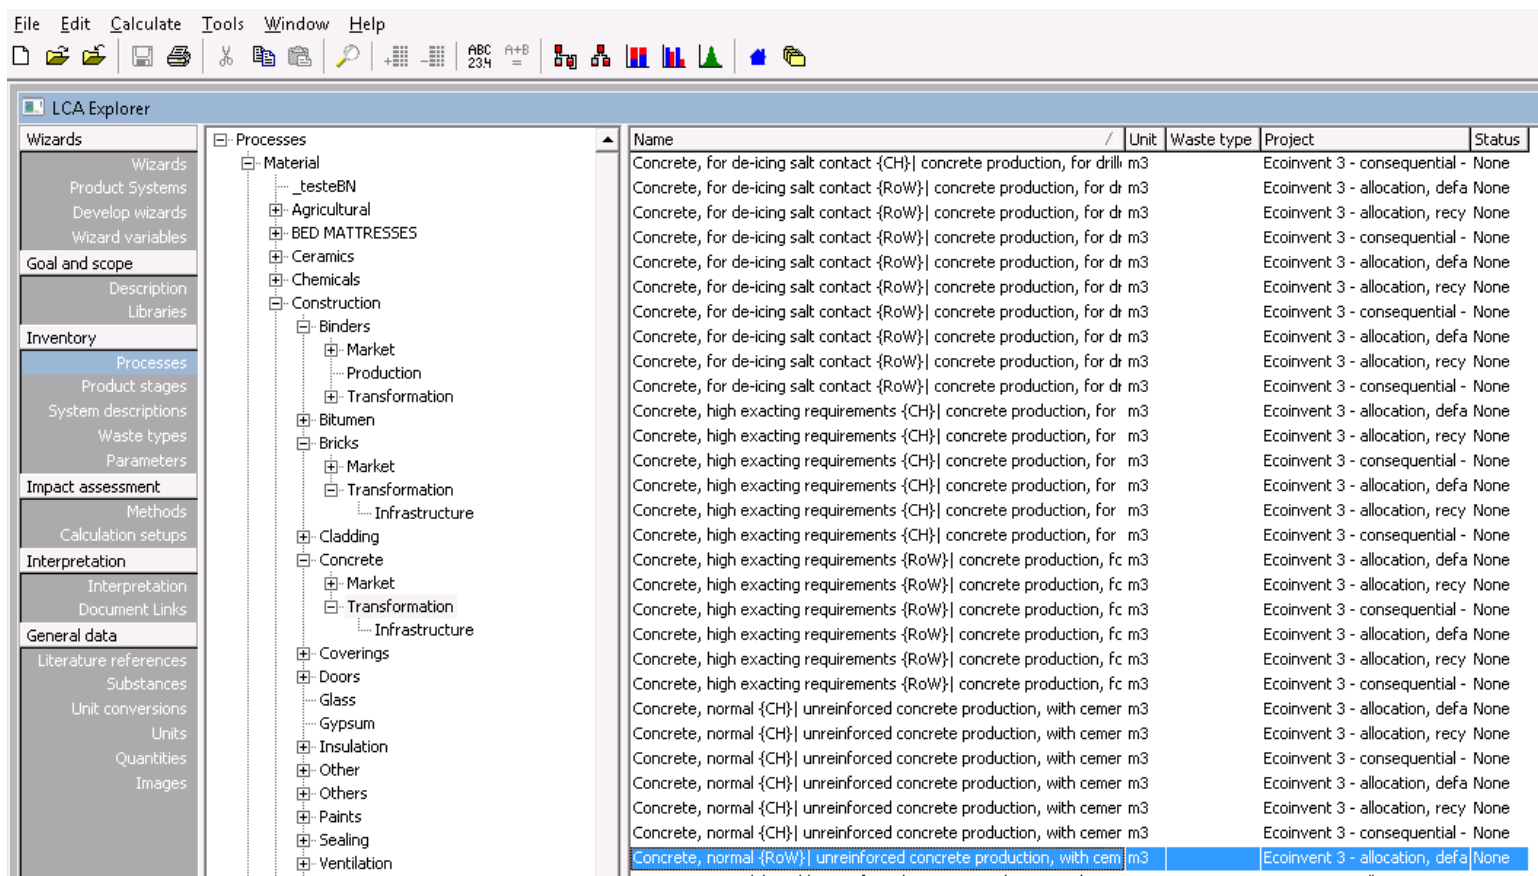 File Edit Calculate Tools Window Help
ABC
23.4
A+B
=
LCA Explorer
Wizards
Wizards
Product Systems
Develop wizards
Wizard variables
Goal and scope
Description
Libraries
Inventory
Processes
Product stages
System descriptions
Waste types
Parameters
Impact assessment
Methods
Calculation setups
Interpretation
Interpretation
Document Links
General data
Literature references
Substances
Unit conversions
Units
Quantities
Images
Processes
Material
_testeBN
Agricultural
BED MATTRESSES
Ceramics
Chemicals
Construction
Binders
Market
Production
Transformation
Bitumen
Bricks
Market
Transformation
Infrastructure
Cladding
Concrete
Market
Transformation
Infrastructure
Coverings
Doors
Glass
Gypsum
Insulation
Other
Others
Paints
Sealing
Ventilation
Name / Unit Waste type Project Status
Concrete, for de-icing salt contact {CH}| concrete production, for drill m3 Ecoinvent 3 - consequential - None
Concrete, for de-icing salt contact {RoW}| concrete production, for dr m3 Ecoinvent 3 - allocation, defa None
Concrete, for de-icing salt contact {RoW}| concrete production, for dr m3 Ecoinvent 3 - allocation, recy None
Concrete, for de-icing salt contact {RoW}| concrete production, for dr m3 Ecoinvent 3 - consequential - None
Concrete, for de-icing salt contact {RoW}| concrete production, for dr m3 Ecoinvent 3 - allocation, defa None
Concrete, for de-icing salt contact {RoW}| concrete production, for dr m3 Ecoinvent 3 - allocation, recy None
Concrete, for de-icing salt contact {RoW}| concrete production, for dr m3 Ecoinvent 3 - consequential - None
Concrete, for de-icing salt contact {RoW}| concrete production, for dr m3 Ecoinvent 3 - allocation, defa None
Concrete, for de-icing salt contact {RoW}| concrete production, for dr m3 Ecoinvent 3 - allocation, recy None
Concrete, for de-icing salt contact {RoW}| concrete production, for dr m3 Ecoinvent 3 - consequential - None
Concrete, high exacting requirements {CH}| concrete production, for m3 Ecoinvent 3 - allocation, defa None
Concrete, high exacting requirements {CH}| concrete production, for m3 Ecoinvent 3 - allocation, recy None
Concrete, high exacting requirements {CH}| concrete production, for m3 Ecoinvent 3 - consequential - None
Concrete, high exacting requirements {CH}| concrete production, for m3 Ecoinvent 3 - allocation, defa None
Concrete, high exacting requirements {CH}| concrete production, for m3 Ecoinvent 3 - allocation, recy None
Concrete, high exacting requirements {CH}| concrete production, for m3 Ecoinvent 3 - consequential - None
Concrete, high exacting requirements {RoW}| concrete production, fc m3 Ecoinvent 3 - allocation, defa None
Concrete, high exacting requirements {RoW}| concrete production, fc m3 Ecoinvent 3 - allocation, recy None
Concrete, high exacting requirements {RoW}| concrete production, fc m3 Ecoinvent 3 - consequential - None
Concrete, high exacting requirements {RoW}| concrete production, fc m3 Ecoinvent 3 - allocation, defa None
Concrete, high exacting requirements {RoW}| concrete production, fc m3 Ecoinvent 3 - allocation, recy None
Concrete, high exacting requirements {RoW}| concrete production, fc m3 Ecoinvent 3 - consequential - None
Concrete, normal {CH}| unreinforced concrete production, with cemer m3 Ecoinvent 3 - allocation, defa None
Concrete, normal {CH}| unreinforced concrete production, with cemer m3 Ecoinvent 3 - allocation, recy None
Concrete, normal {CH}| unreinforced concrete production, with cemer m3 Ecoinvent 3 - consequential - None
Concrete, normal {CH}| unreinforced concrete production, with cemer m3 Ecoinvent 3 - allocation, defa None
Concrete, normal {CH}| unreinforced concrete production, with cemer m3 Ecoinvent 3 - allocation, recy None
Concrete, normal {CH}| unreinforced concrete production, with cemer m3 Ecoinvent 3 - consequential - None
Concrete, normal {RoW}| unreinforced concrete production, with cem m3 Ecoinvent 3 - allocation, defa None